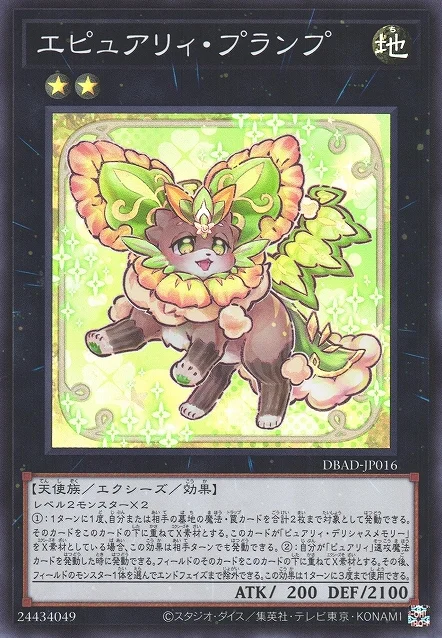 エピュアリィ・プランプ
地
DBAD-JP016
【天使族/エクシーズ/効果】
レベル2モンスター×2
①:1ターンに1度、自分または相手の墓地の魔法・罠カードを合計2枚まで対象として発動できる。
そのカードをこのカードの下に重ねてX素材とする。このカードが「ピュアリィ・デリシャスメモリー」
をX素材としている場合、この効果は相手ターンでも発動できる。②:自分が「ピュアリィ」速攻魔法
カードを発動した時に発動できる。フィールドのそのカードをこのカードの下に重ねてX素材とする。その後、
フィールドのモンスター1体を選んでエンドフェイズまで除外できる。この効果は1ターンに3度まで使用できる。
ATK/ 200 DEF/2100
24434049 ©スタジオ・ダイス/集英社・テレビ東京・KONAMI